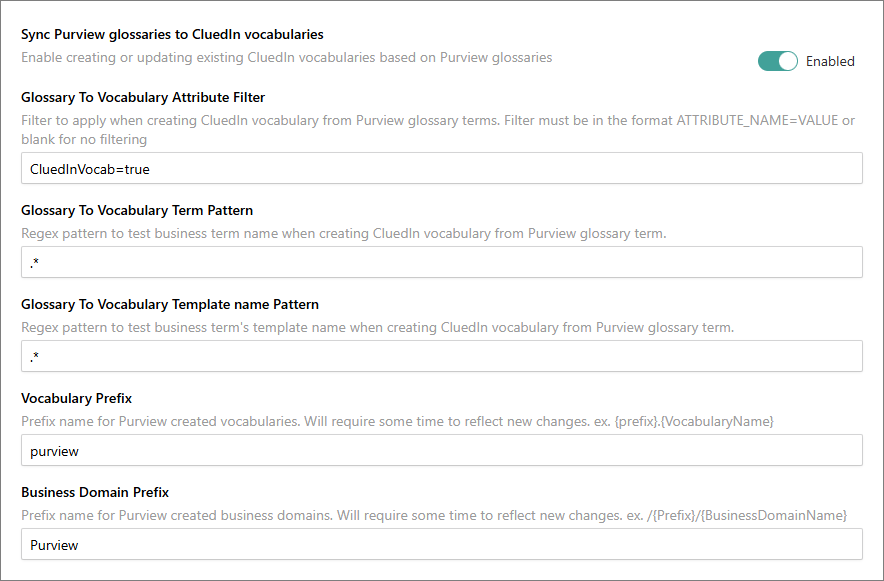 Sync Purview glossaries to CluedIn vocabularies
Enable creating or updating existing CluedIn vocabularies based on Purview glossaries
Enabled
Glossary To Vocabulary Attribute Filter
Filter to apply when creating CluedIn vocabulary from Purview glossary terms. Filter must be in the format ATTRIBUTE_NAME=VALUE or
blank for no filtering
CluedInVocab=true
Glossary To Vocabulary Term Pattern
Regex pattern to test business term name when creating CluedIn vocabulary from Purview glossary term.
.*
Glossary To Vocabulary Template name Pattern
Regex pattern to test business term's template name when creating CluedIn vocabulary from Purview glossary term.
.*
Vocabulary Prefix
Prefix name for Purview created vocabularies. Will require some time to reflect new changes. ex. {prefix}.{VocabularyName}
purview
Business Domain Prefix
Prefix name for Purview created business domains. Will require some time to reflect new changes. ex. /{Prefix}/{BusinessDomainName}
Purview